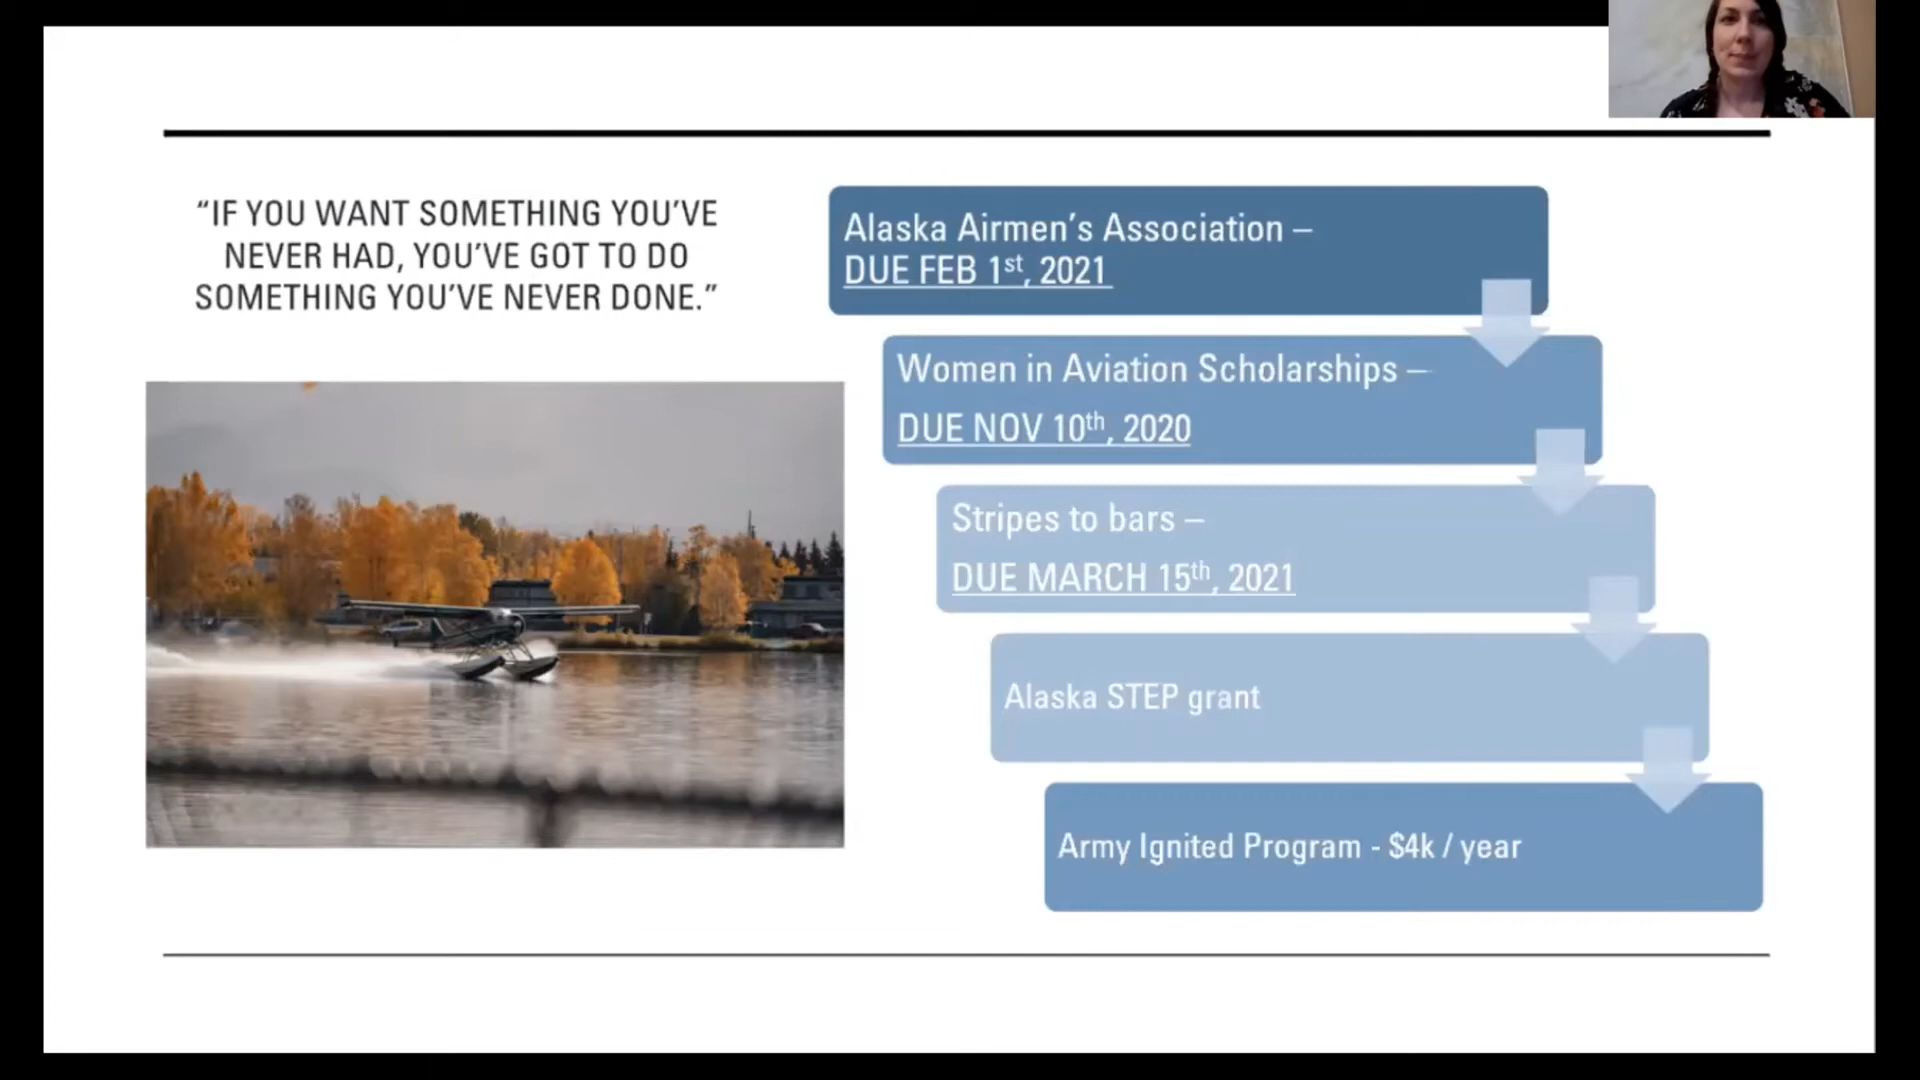 “IF YOU WANT SOMETHING YOU’VE
NEVER HAD, YOU’VE GOT TO DO
SOMETHING YOU’VE NEVER DONE.”
Alaska Airmen’s Association –
DUE FEB 1st, 2021
Women in Aviation Scholarships –
DUE NOV 10th, 2020
Stripes to bars –
DUE MARCH 15th, 2021
Alaska STEP grant
Army Ignited Program - $4k / year